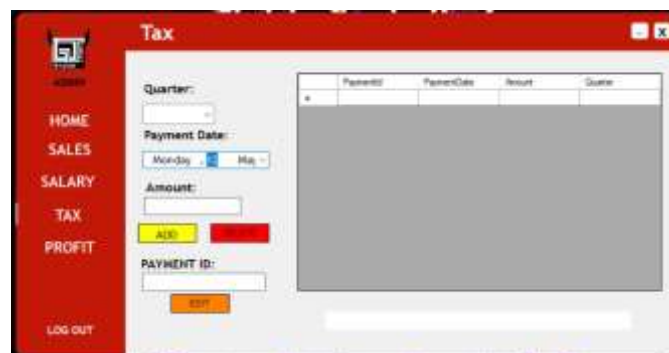 Tax
x
Quarter:
PaymentId PaymentDate Amount Quarter
HOME
Payment Date:
SALES
Monday , May
SALARY
Amount:
TAX
ADD
PROFIT
PAYMENT ID:
EDIT
LOG OUT